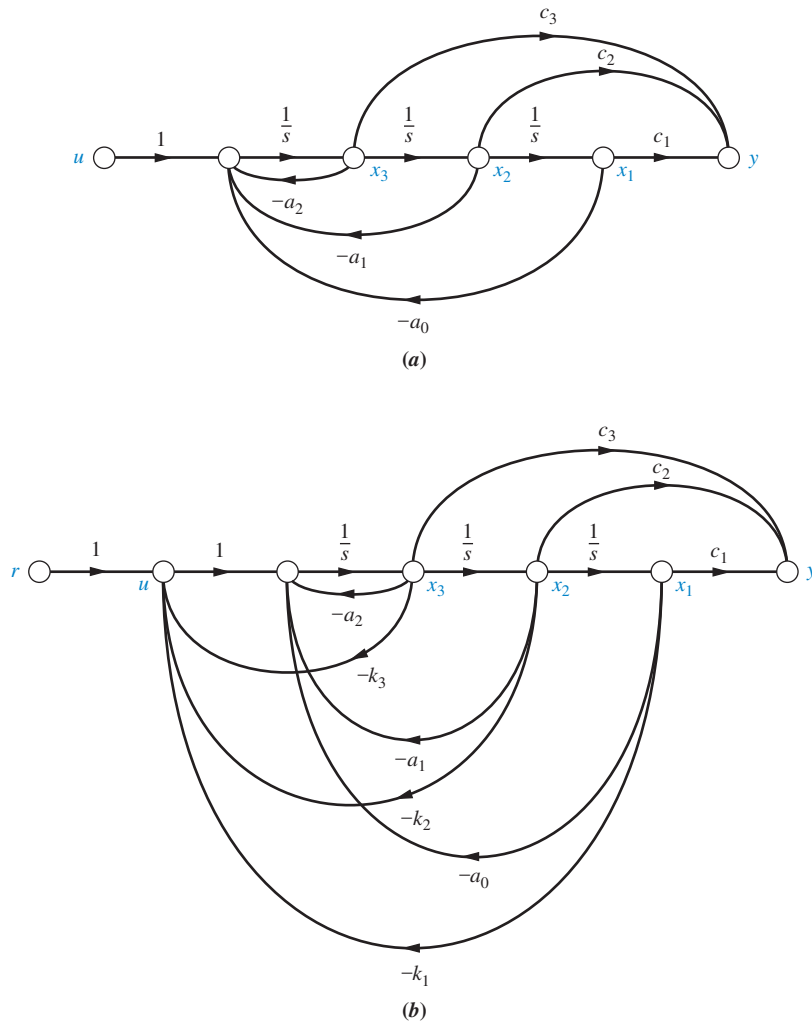 c3
c2
1
1/s
1/s
1/s
c1
u
x3
x2
x1
y
−a2
−a1
−a0
(a)
c3
c2
1
1
1/s
1/s
1/s
c1
r
u
x3
x2
x1
y
−a2
−k3
−a1
−k2
−a0
−k1
(b)